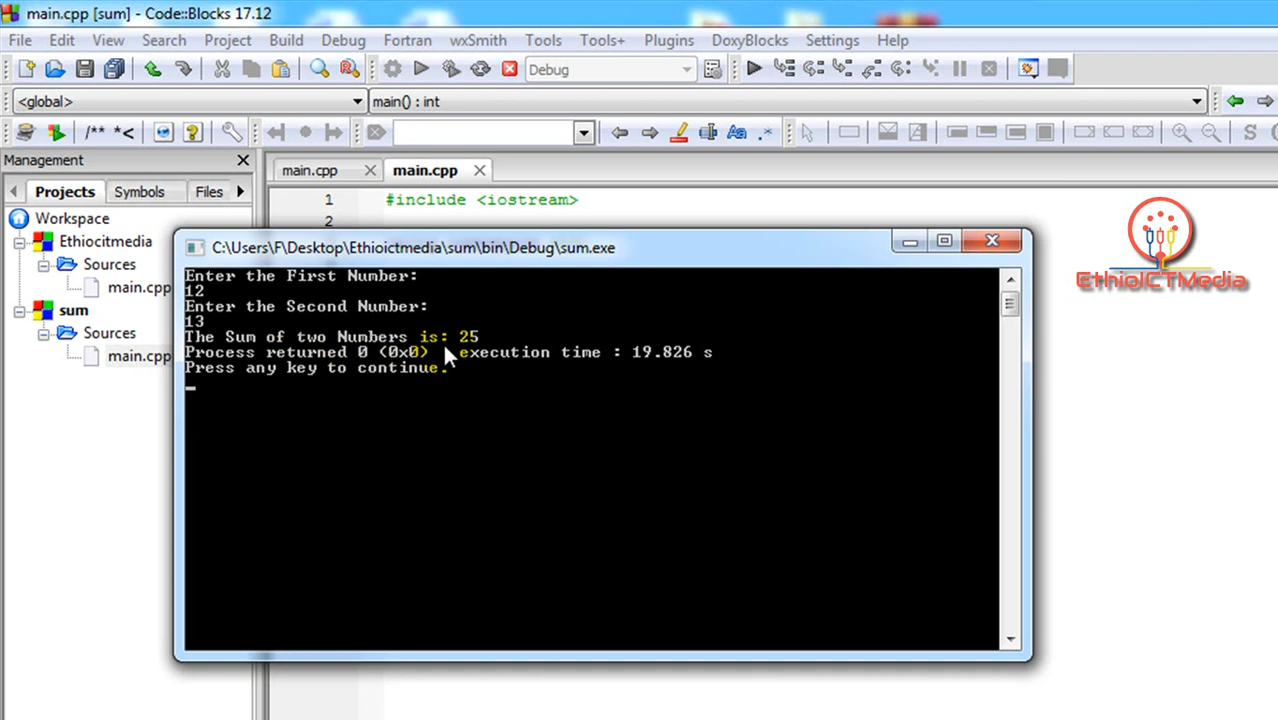 main.cpp [sum] - Code::Blocks 17.12
File Edit View Search Project Build Debug Fortran wxSmith Tools Tools+ Plugins DoxyBlocks Settings Help
Debug
<global> main() : int
/** *<
Aa .* S
Management
main.cpp main.cpp
Projects Symbols Files
1 #include <iostream>
2
Workspace
Ethiocitmedia
Sources
main.cpp
sum
Sources
main.cpp
C:\Users\F\Desktop\Ethioictmedia\sum\bin\Debug\sum.exe
Enter the First Number:
12
Enter the Second Number:
13
The Sum of two Numbers is: 25
Process returned 0 (0x0) execution time : 19.826 s
Press any key to continue.
EthioICTMedia